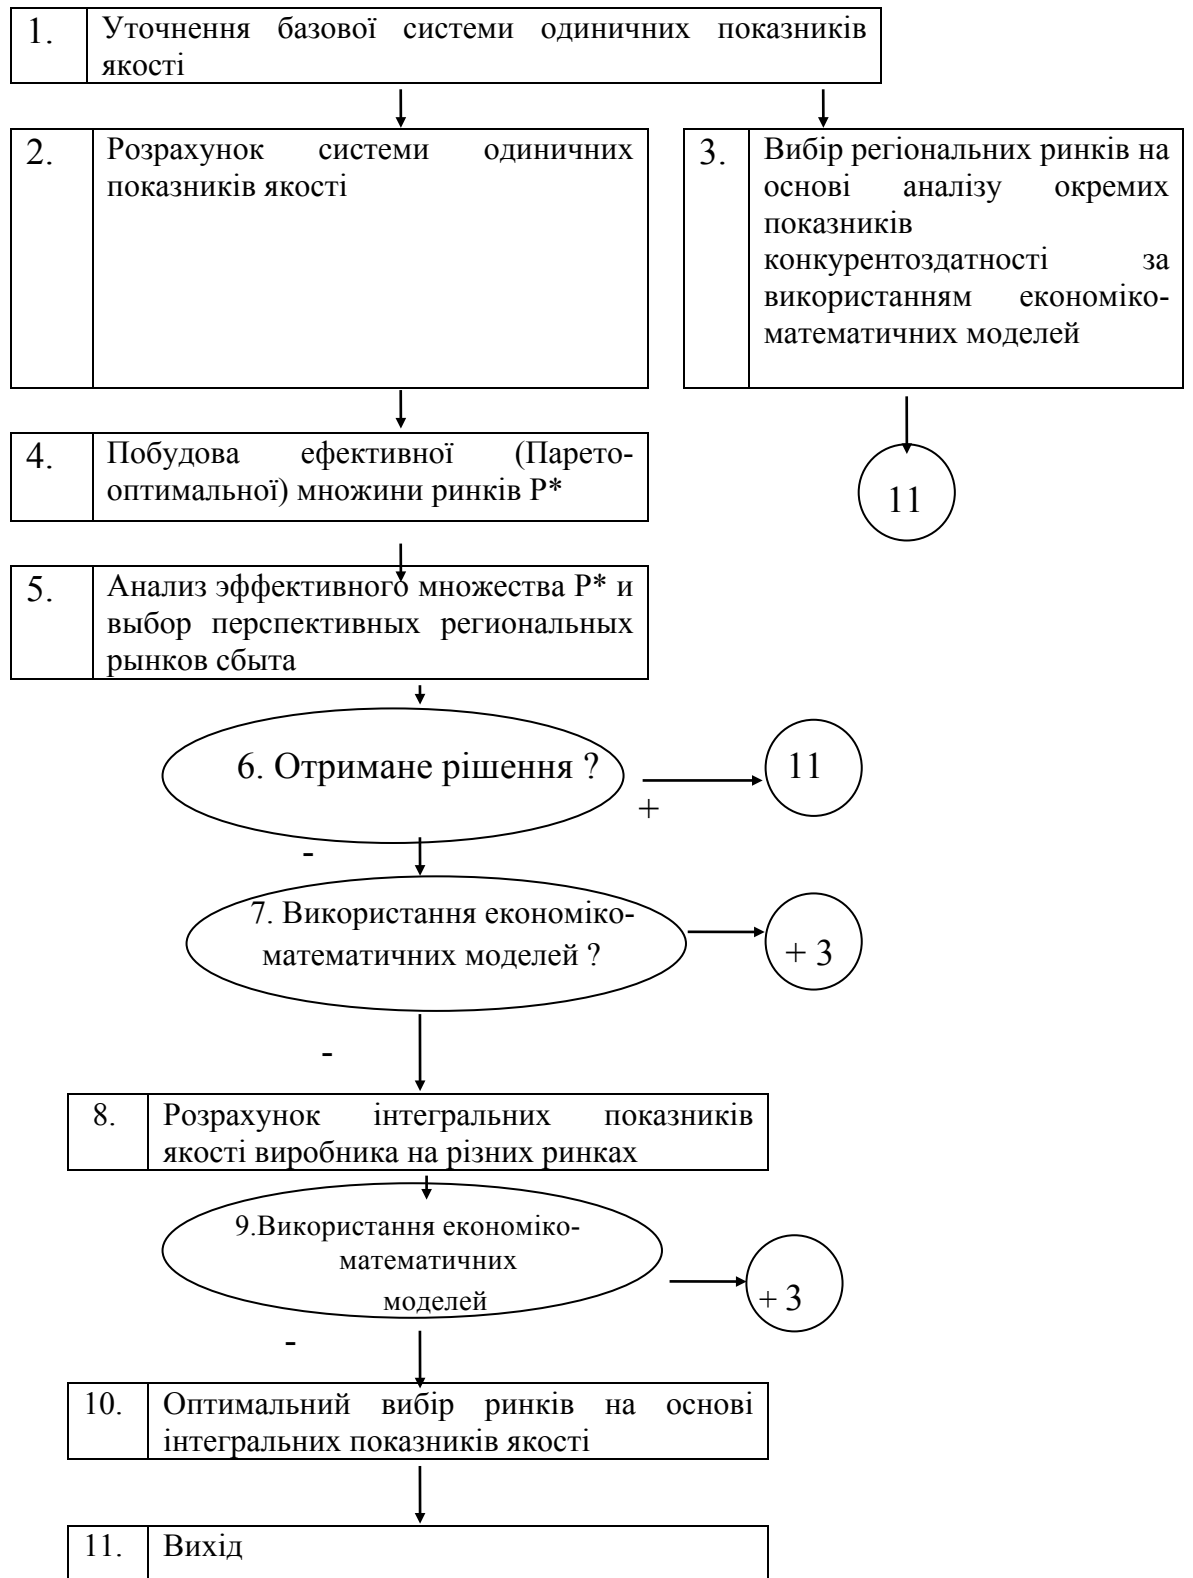 1.
Уточнення базової системи одиничних показників
якості
2.
Розрахунок системи одиничних
показників якості
3.
Вибір регіональних ринків на
основі аналізу окремих
показників
конкурентоздатності за
використанням економіко-
математичних моделей
4.
Побудова ефективної (Парето-
оптимальної) множини ринків Р*
11
5.
Анализ эффективного множества Р* и
выбор перспективных региональных
рынков сбыта
6. Отримане рішення ?
11
+
-
7. Використання економіко-
математичних моделей ?
+ 3
-
8.
Розрахунок інтегральних показників
якості виробника на різних ринках
9.Використання економіко-
математичних
моделей
+ 3
-
10.
Оптимальний вибір ринків на основі
інтегральних показників якості
11.
Вихід